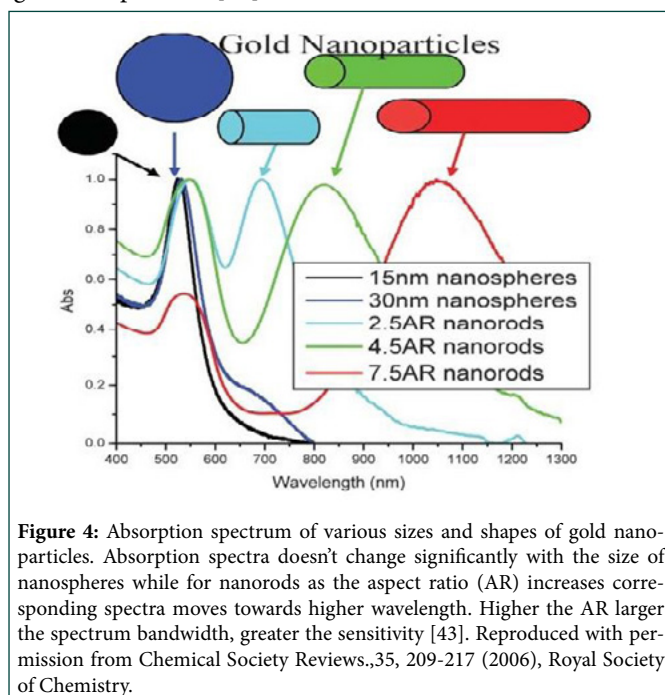 Gold Nanoparticles
1.0
0.8
0.6
0.4
0.2
0.0
Abs
15nm nanospheres
30nm nanospheres
2.5AR nanorods
4.5AR nanorods
7.5AR nanorods
400 500 600 700 800 900 1000 1100 1200 1300
Wavelength (nm)
Figure 4: Absorption spectrum of various sizes and shapes of gold nano-
particles. Absorption spectra doesn't change significantly with the size of
nanospheres while for nanorods as the aspect ratio (AR) increases corre-
sponding spectra moves towards higher wavelength. Higher the AR larger
the spectrum bandwidth, greater the sensitivity [43]. Reproduced with per-
mission from Chemical Society Reviews.,35, 209-217 (2006), Royal Society
of Chemistry.